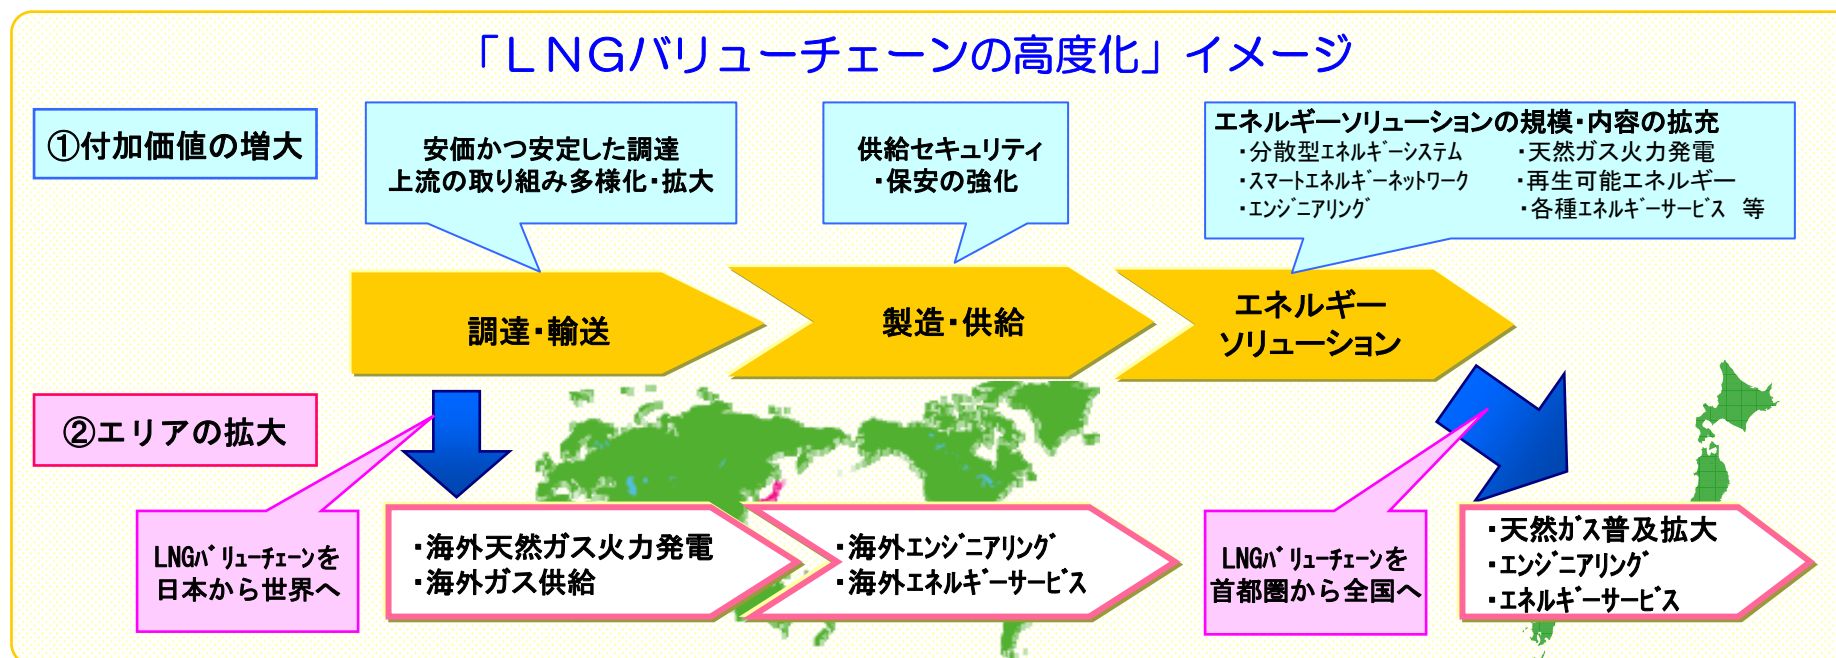 「ＬＮＧバリューチェーンの高度化」イメージ
①付加価値の増大
安価かつ安定した調達
上流の取り組み多様化・拡大
供給セキュリティ
・保安の強化
エネルギーソリューションの規模・内容の拡充
・分散型ｴﾈﾙｷﾞｰシステム ・天然ガス火力発電
・ｽﾏｰﾄｴﾈﾙｷﾞｰﾈｯﾄﾜｰｸ ・再生可能エネルギー
・ｴﾝｼﾞﾆｱﾘﾝｸﾞ ・各種ｴﾈﾙｷﾞｰｻｰﾋﾞｽ 等
調達・輸送
製造・供給
エネルギー
ソリューション
②エリアの拡大
LNGﾊﾞﾘｭｰﾁｪｰﾝを
日本から世界へ
・海外天然ガス火力発電
・海外ガス供給
・海外ｴﾝｼﾞﾆｱﾘﾝｸﾞ
・海外ｴﾈﾙｷﾞｰｻｰﾋﾞｽ
LNGﾊﾞﾘｭｰﾁｪｰﾝを
首都圏から全国へ
・天然ｶﾞｽ普及拡大
・ｴﾝｼﾞﾆｱﾘﾝｸﾞ
・ｴﾈﾙｷﾞｰｻｰﾋﾞｽ